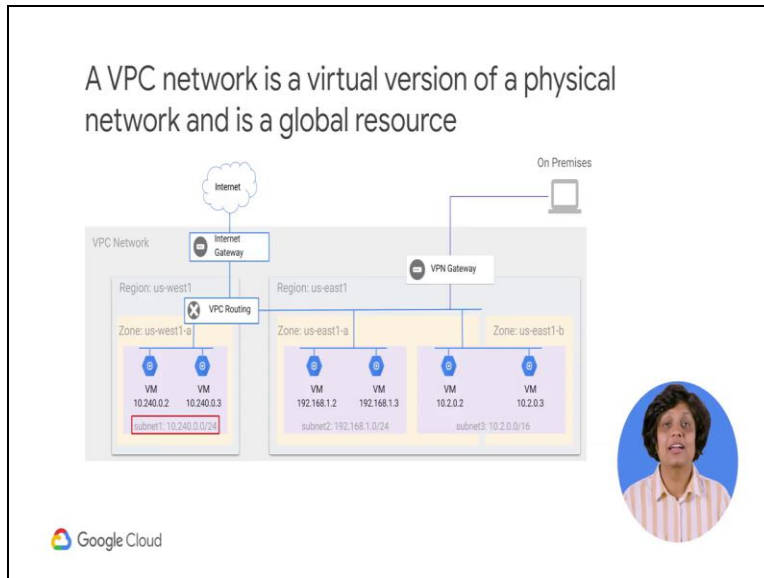 A VPC network is a virtual version of a physical
network and is a global resource
On Premises
Internet
VPC Network
Internet
Gateway
VPN Gateway
Region: us-west1
Region: us-east1
VPC Routing
Zone: us-west1-a
Zone: us-east1-a
Zone: us-east1-b
VM
10.240.0.2
VM
10.240.0.3
VM
192.168.1.2
VM
192.168.1.3
VM
10.2.0.2
VM
10.2.0.3
subnet1: 10.240.0.0/24
subnet2: 192.168.1.0/24
subnet3: 10.2.0.0/16
Google Cloud